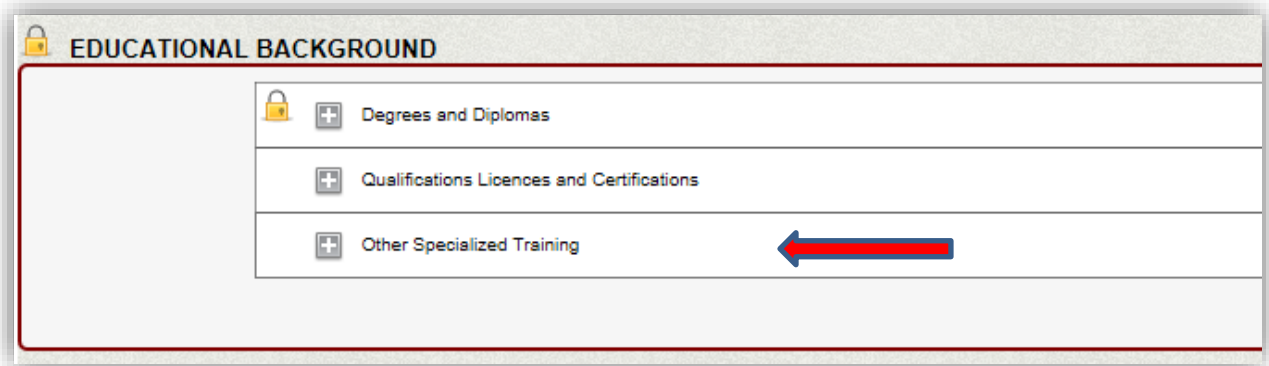 EDUCATIONAL BACKGROUND
Degrees and Diplomas
Qualifications Licences and Certifications
Other Specialized Training